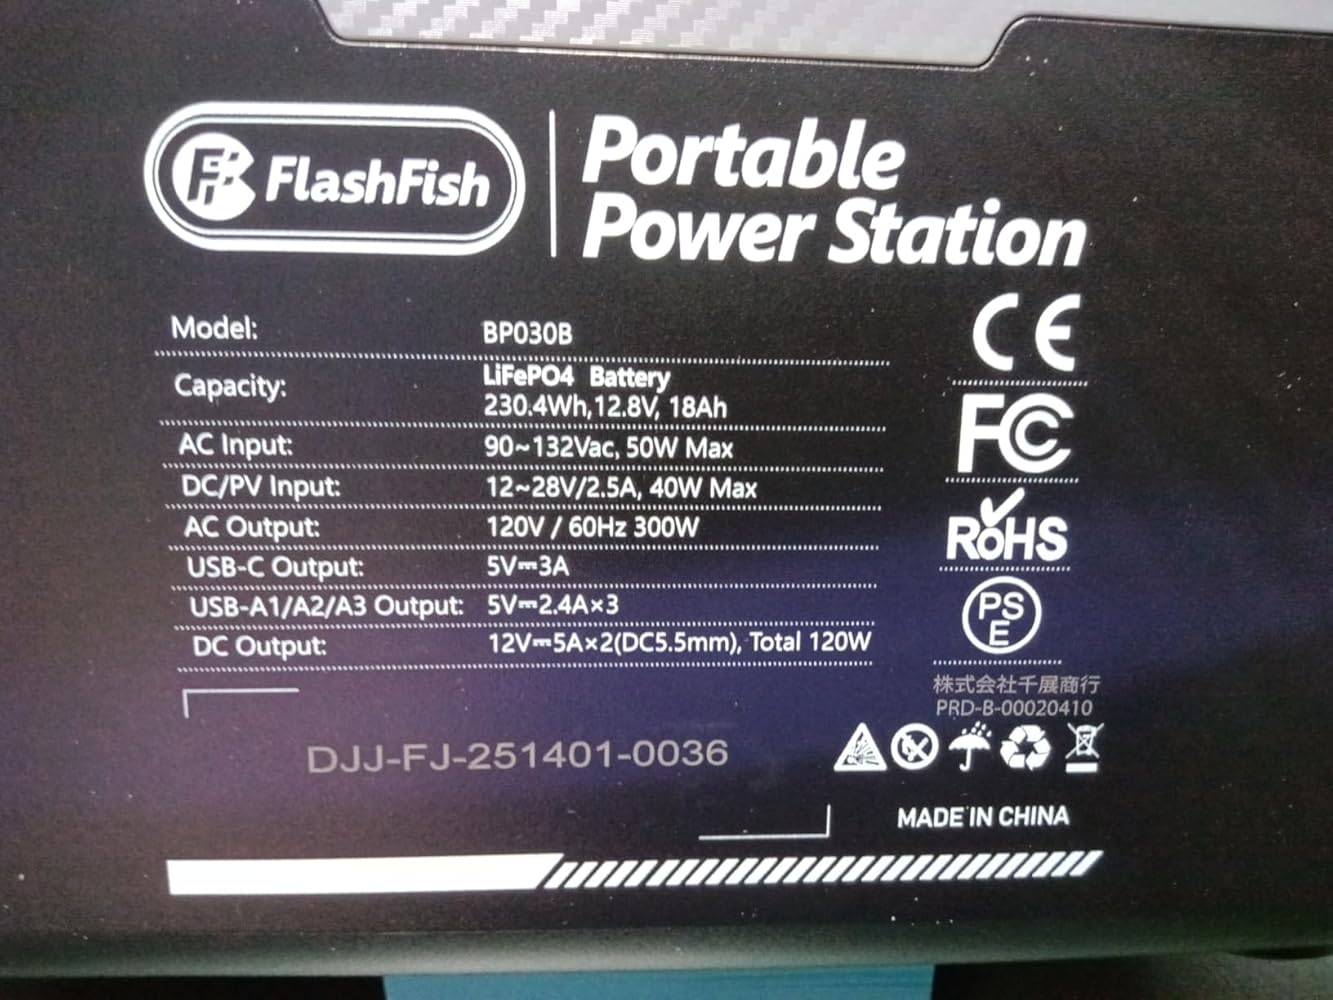 FlashFish
Portable
Power Station
Model: BP030B
Capacity: LiFePO4 Battery
230.4Wh,12.8V, 18Ah
AC Input: 90~132Vac, 50W Max
DC/PV Input: 12~28V/2.5A, 40W Max
AC Output: 120V / 60Hz 300W
USB-C Output: 5V⎓3A
USB-A1/A2/A3 Output: 5V⎓2.4A×3
DC Output: 12V⎓5A×2(DC5.5mm), Total 120W
CE
FC
RoHS
PS
E
株式会社千展商行
PRD-B-00020410
DJJ-FJ-251401-0036
MADE IN CHINA